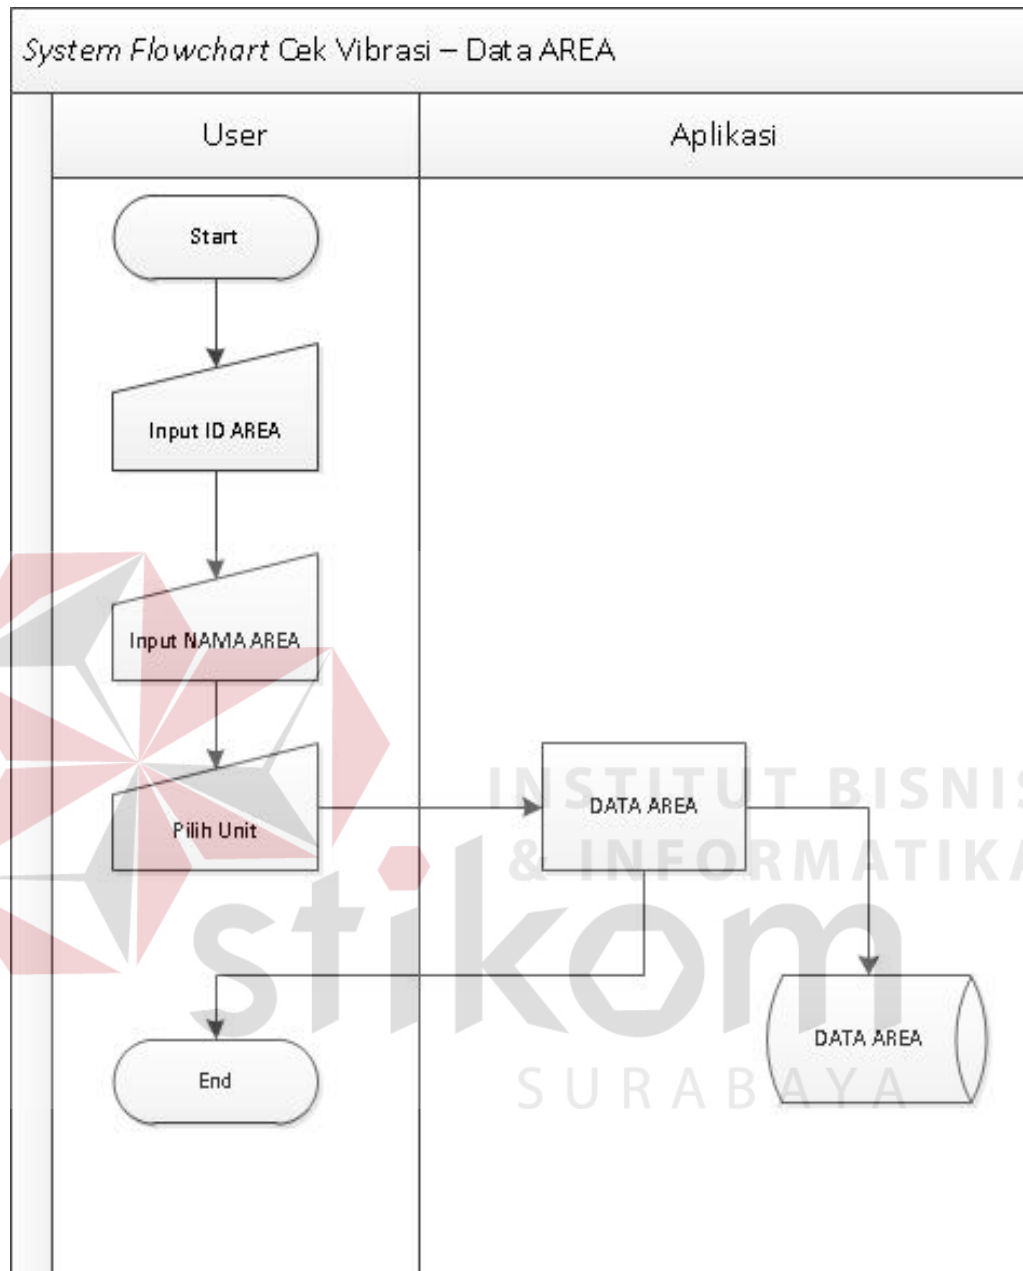 System Flowchart Cek Vibrasi – Data AREA
User
Aplikasi
Start
Input ID AREA
Input NAMA AREA
Pilih Unit
DATA AREA
DATA AREA
End
INSTITUT BISNIS
& INFORMATIKA
stikom
SURABAYA